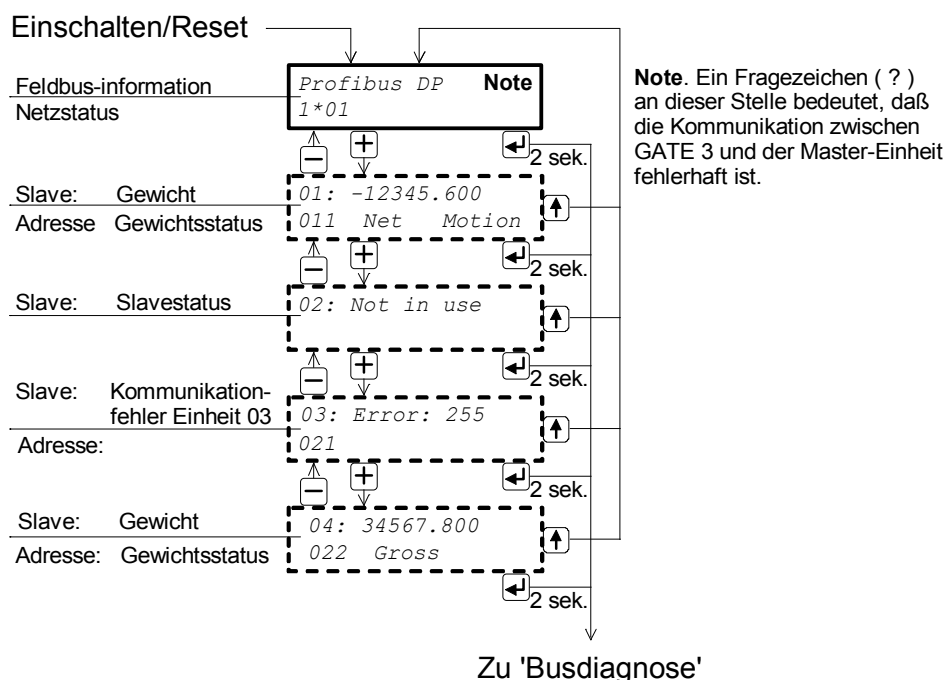 Einschalten/Reset
Feldbus-information
Netzstatus
Profibus DP Note
1*01
Note. Ein Fragezeichen ( ? )
an dieser Stelle bedeutet, daß
die Kommunikation zwischen
GATE 3 und der Master-Einheit
fehlerhaft ist.
− + 2 sek.
Slave: Gewicht
Adresse Gewichtsstatus
01: -12345.600
011 Net Motion
− + 2 sek.
Slave: Slavestatus
02: Not in use
− + 2 sek.
Slave: Kommunikation-
fehler Einheit 03
Adresse:
03: Error: 255
021
− + 2 sek.
Slave: Gewicht
Adresse: Gewichtsstatus
04: 34567.800
022 Gross
2 sek.
Zu 'Busdiagnose'